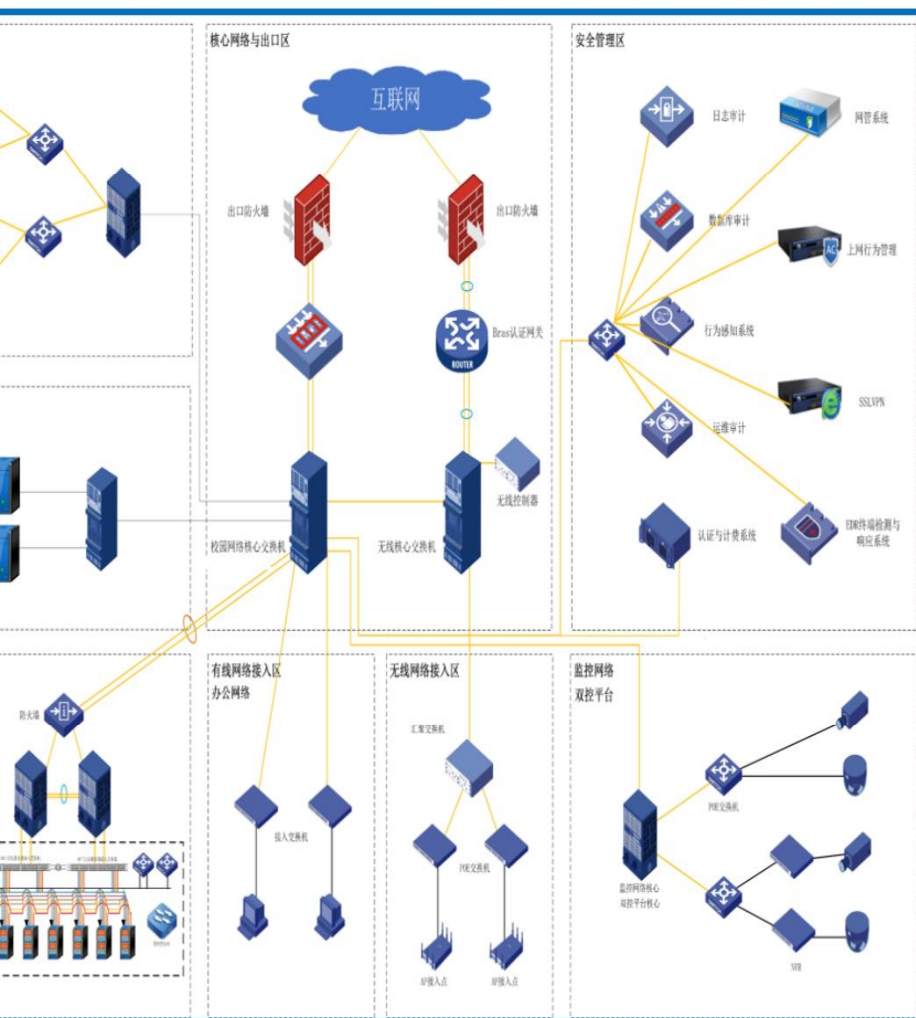 核心网络与出口区
互联网
出口防火墙
出口防火墙
Bras认证网关
ROUTER
无线控制器
校园网络核心交换机
无线核心交换机
安全管理区
日志审计
网管系统
数据库审计
上网行为管理
AC
行为感知系统
SSLVPN
运维审计
认证与计费系统
EDR终端检测与
响应系统
防火墙
有线网络接入区
办公网络
接入交换机
无线网络接入区
汇聚交换机
POE交换机
AP接入点
AP接入点
监控网络
双控平台
POE交换机
监控网络核心
双控平台核心
NVR